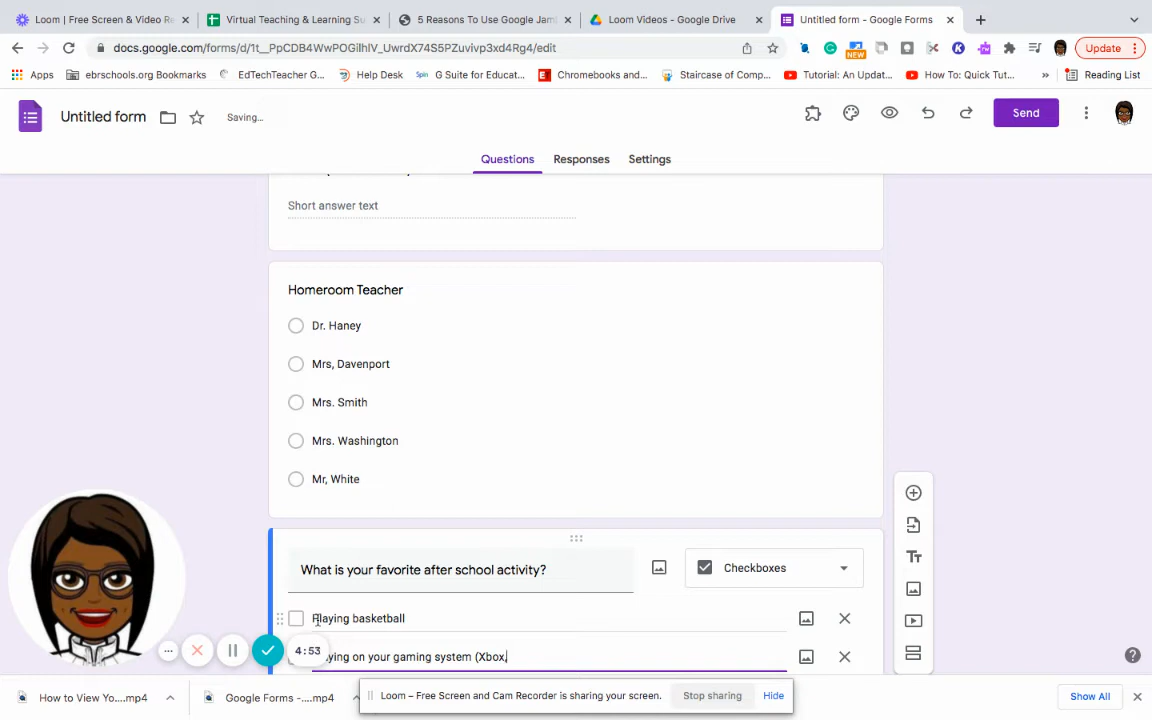 Loom | Free Screen & Video Re
Virtual Teaching & Learning Su
5 Reasons To Use Google Jam
Loom Videos - Google Drive
Untitled form - Google Forms
docs.google.com/forms/d/1t__PpCDB4WwPOGilhIV_UwrdX74S5PZuvivp3xd4Rg4/edit
NEW
Update
Apps
ebrschools.org Bookmarks
EdTechTeacher G...
Help Desk
G Suite for Educat...
Chromebooks and...
Staircase of Comp...
Tutorial: An Updat...
How To: Quick Tut...
»
Reading List
Untitled form
Saving...
Send
Questions
Responses
Settings
Short answer text
Homeroom Teacher
Dr. Haney
Mrs, Davenport
Mrs. Smith
Mrs. Washington
Mr, White
Tt
What is your favorite after school activity?
Checkboxes
Playing basketball
4:53
ying on your gaming system (Xbox,
How to View Yo....mp4
Google Forms -....mp4
Loom – Free Screen and Cam Recorder is sharing your screen.
Stop sharing
Hide
Show All